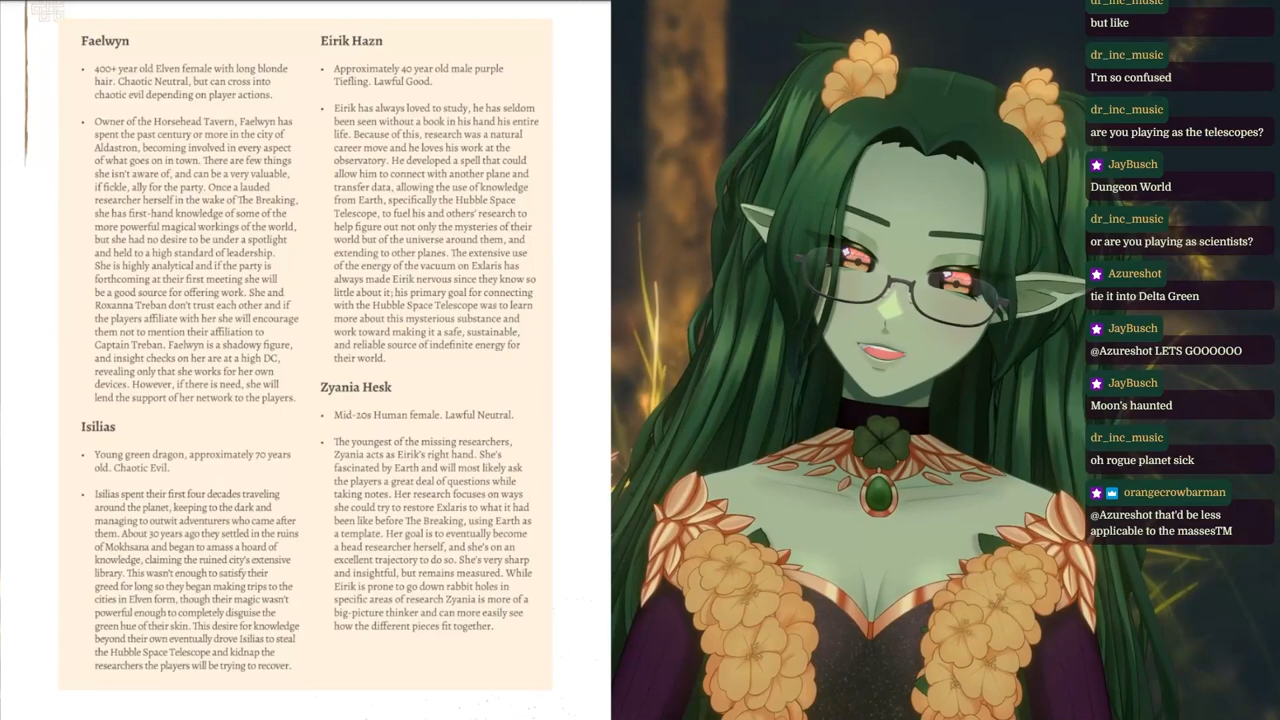 Faelwyn
• 400+ year old Elven female with long blonde
hair. Chaotic Neutral, but can cross into
chaotic evil depending on player actions.
• Owner of the Horsehead Tavern, Faelwyn has
spent the past century or more in the city of
Aldastron, becoming involved in every aspect
of what goes on in town. There are few things
she isn't aware of, and can be a very valuable,
if fickle, ally for the party. Once a lauded
researcher herself in the wake of The Breaking,
she has first-hand knowledge of some of the
more powerful magical workings of the world,
but she had no desire to be under a spotlight
and held to a high standard of leadership.
She is highly analytical and if the party is
forthcoming at their first meeting she will
be a good source for offering work. She and
Roxanna Treban don't trust each other and if
the players affiliate with her she will encourage
them not to mention their affiliation to
Captain Treban. Faelwyn is a shadowy figure,
and insight checks on her are at a high DC,
revealing only that she works for her own
devices. However, if there is need, she will
lend the support of her network to the players.
Isilias
• Young green dragon, approximately 70 years
old. Chaotic Evil.
• Isilias spent their first four decades traveling
around the planet, keeping to the dark and
managing to outwit adventurers who came after
them. About 30 years ago they settled in the ruins
of Mokhsana and began to amass a hoard of
knowledge, claiming the ruined city's extensive
library. This wasn't enough to satisfy their
greed for long so they began making trips to the
cities in Elven form, though their magic wasn't
powerful enough to completely disguise the
green hue of their skin. This desire for knowledge
beyond their own eventually drove Isilias to steal
the Hubble Space Telescope and kidnap the
researchers the players will be trying to recover.
Eirik Hazn
• Approximately 40 year old male purple
Tiefling. Lawful Good.
• Eirik has always loved to study, he has seldom
been seen without a book in his hand his entire
life. Because of this, research was a natural
career move and he loves his work at the
observatory. He developed a spell that could
allow him to connect with another plane and
transfer data, allowing the use of knowledge
from Earth, specifically the Hubble Space
Telescope, to fuel his and others' research to
help figure out not only the mysteries of their
world but of the universe around them, and
extending to other planes. The extensive use
of the energy of the vacuum on Exlaris has
always made Eirik nervous since they know so
little about it; his primary goal for connecting
with the Hubble Space Telescope was to learn
more about this mysterious substance and
work toward making it a safe, sustainable,
and reliable source of indefinite energy for
their world.
Zyania Hesk
• Mid-20s Human female. Lawful Neutral.
• The youngest of the missing researchers,
Zyania acts as Eirik's right hand. She's
fascinated by Earth and will most likely ask
the players a great deal of questions while
taking notes. Her research focuses on ways
she could try to restore Exlaris to what it had
been like before The Breaking, using Earth as
a template. Her goal is to eventually become
a head researcher herself, and she's on an
excellent trajectory to do so. She's very sharp
and insightful, but remains measured. While
Eirik is prone to go down rabbit holes in
specific areas of research Zyania is more of a
big-picture thinker and can more easily see
how the different pieces fit together.
dr_inc_music
but like
dr_inc_music
I'm so confused
dr_inc_music
are you playing as the telescopes?
JayBusch
Dungeon World
dr_inc_music
or are you playing as scientists?
Azureshot
tie it into Delta Green
JayBusch
@Azureshot LETS GOOOOOO
JayBusch
Moon's haunted
dr_inc_music
oh rogue planet sick
orangecrowbarman
@Azureshot that'd be less
applicable to the massesTM